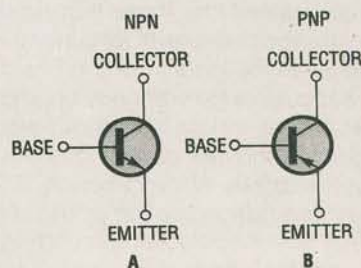 NPN
COLLECTOR
BASE
EMITTER
A
PNP
COLLECTOR
BASE
EMITTER
B